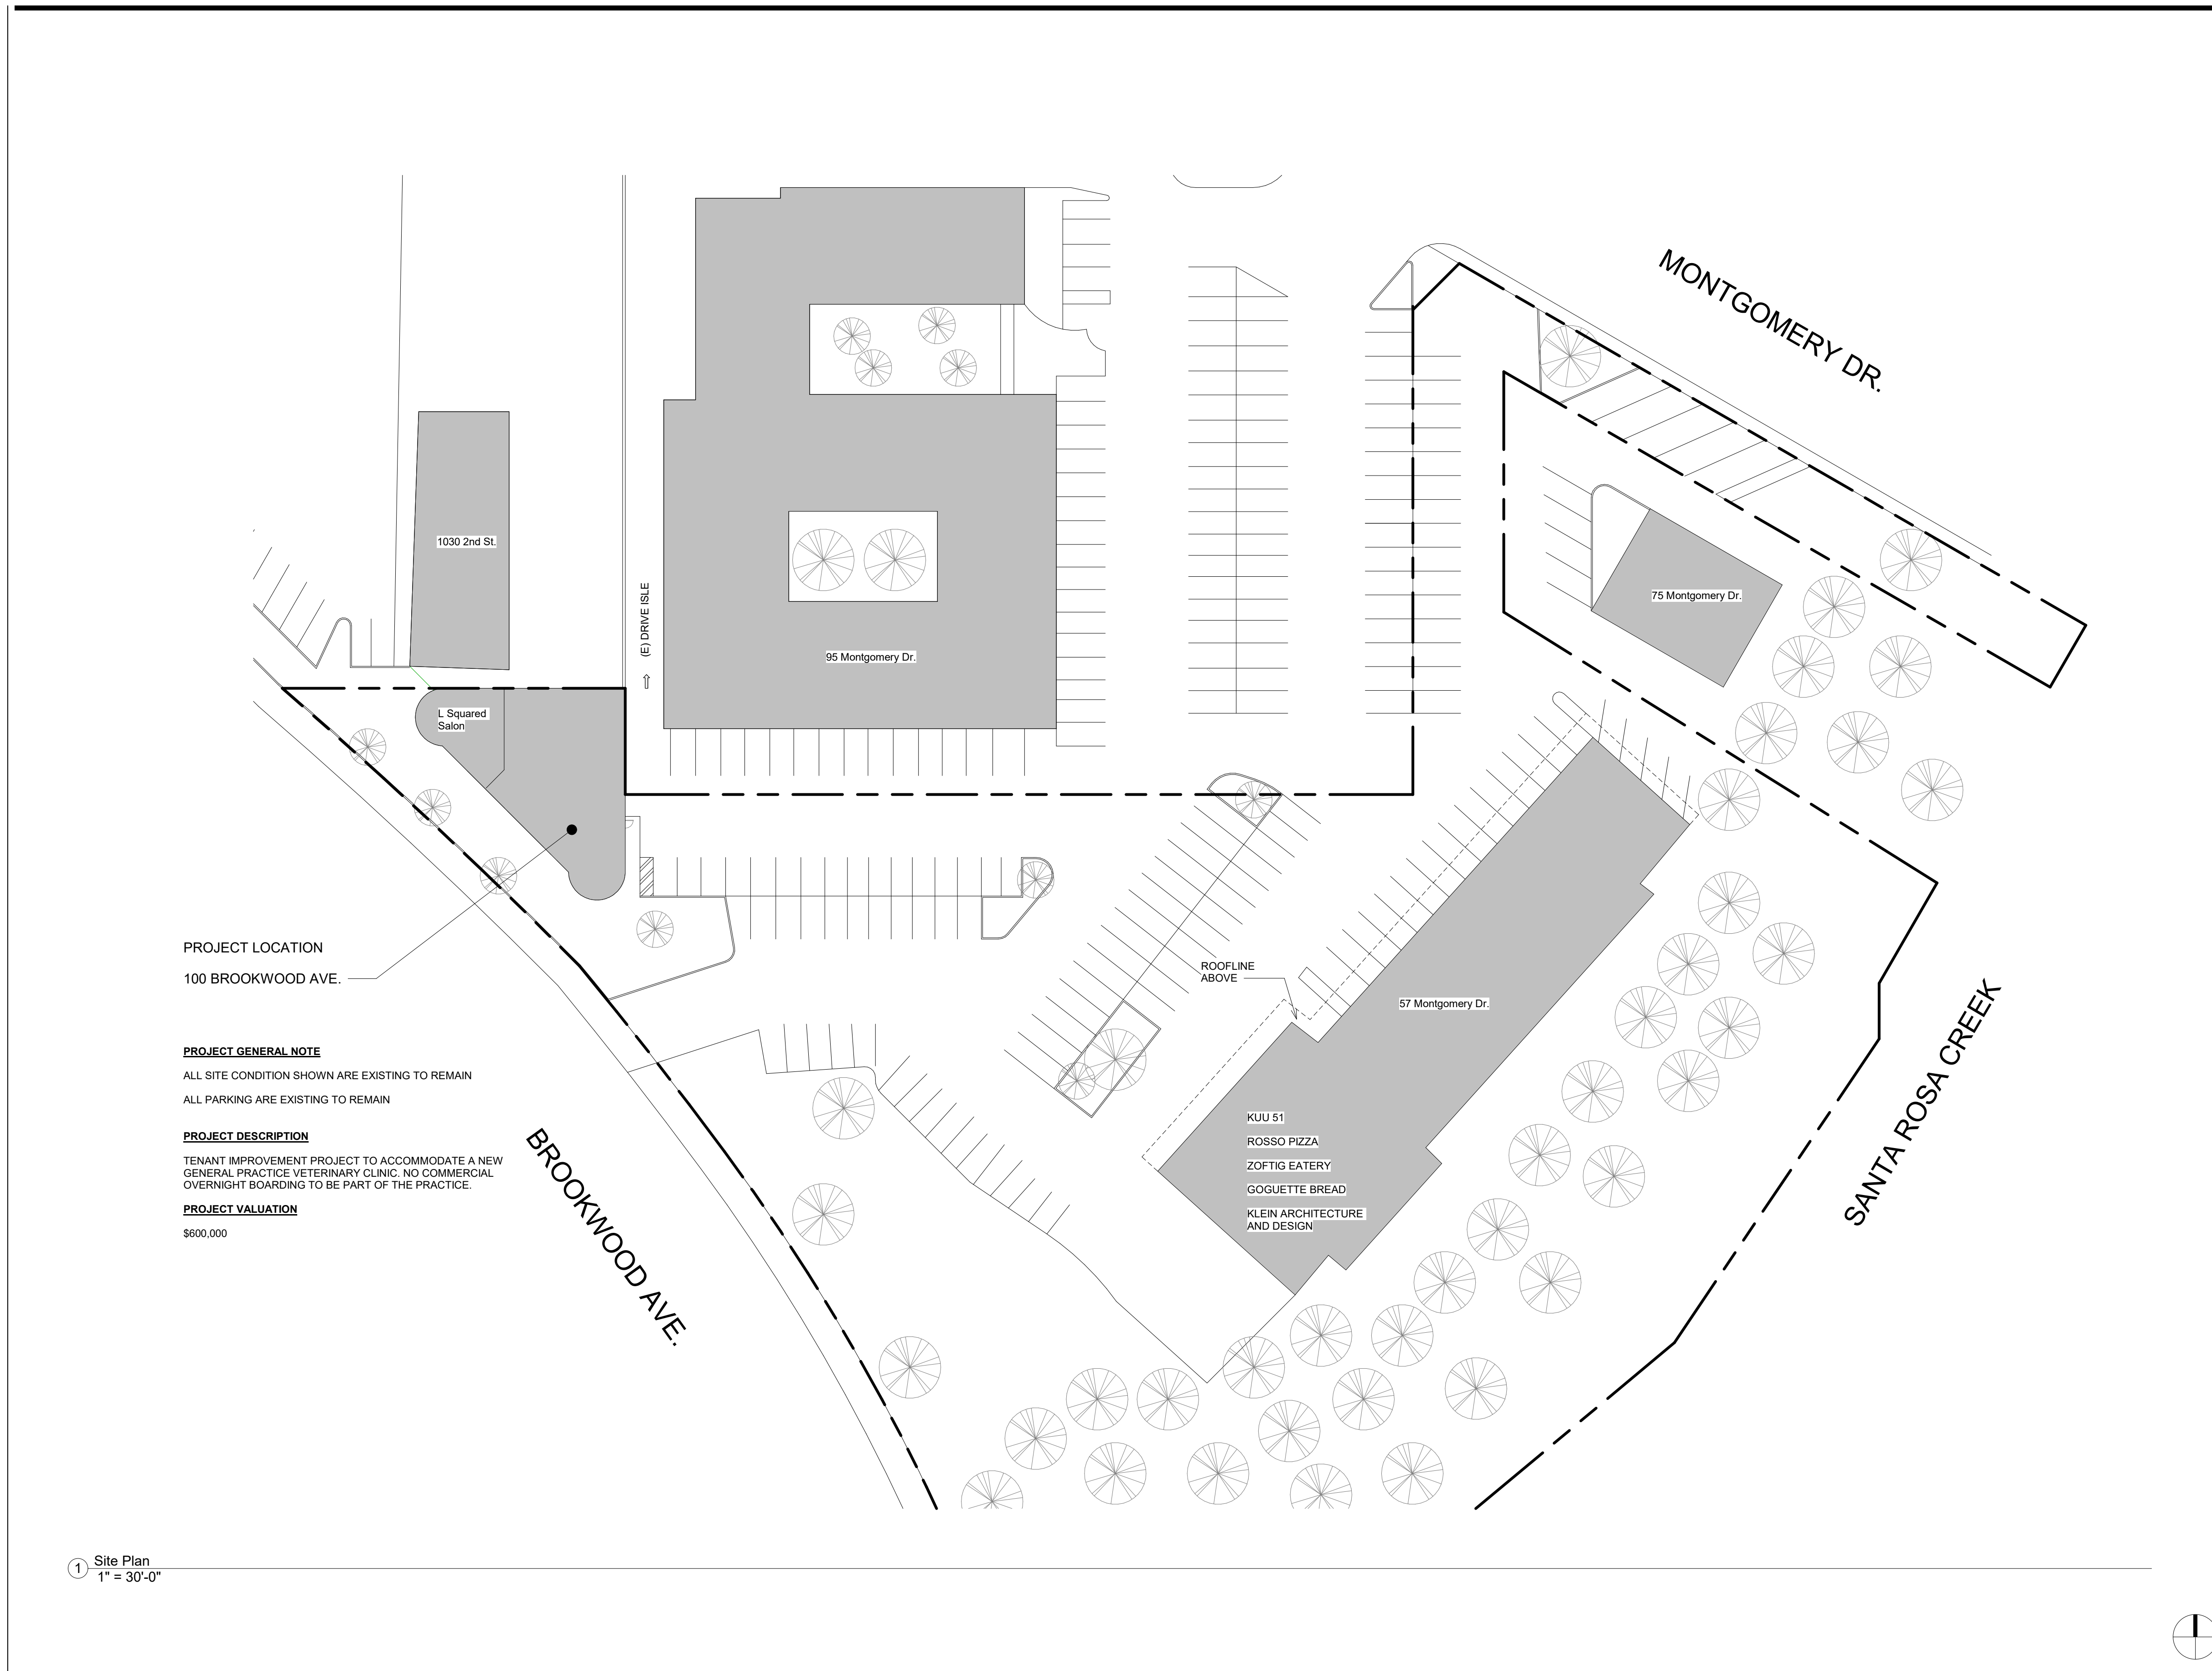 MONTGOMERY DR.
1030 2nd St.
(E) DRIVE ISLE
75 Montgomery Dr.
95 Montgomery Dr.
L Squared
Salon
PROJECT LOCATION
100 BROOKWOOD AVE.
ROOFLINE
ABOVE
57 Montgomery Dr.
SANTA ROSA CREEK
PROJECT GENERAL NOTE
ALL SITE CONDITION SHOWN ARE EXISTING TO REMAIN
ALL PARKING ARE EXISTING TO REMAIN
PROJECT DESCRIPTION
TENANT IMPROVEMENT PROJECT TO ACCOMMODATE A NEW
GENERAL PRACTICE VETERINARY CLINIC. NO COMMERCIAL
OVERNIGHT BOARDING TO BE PART OF THE PRACTICE.
PROJECT VALUATION
$600,000
BROOKWOOD AVE.
KUU 51
ROSSO PIZZA
ZOFTIG EATERY
GOGUETTE BREAD
KLEIN ARCHITECTURE
AND DESIGN
1 Site Plan
1" = 30'-0"